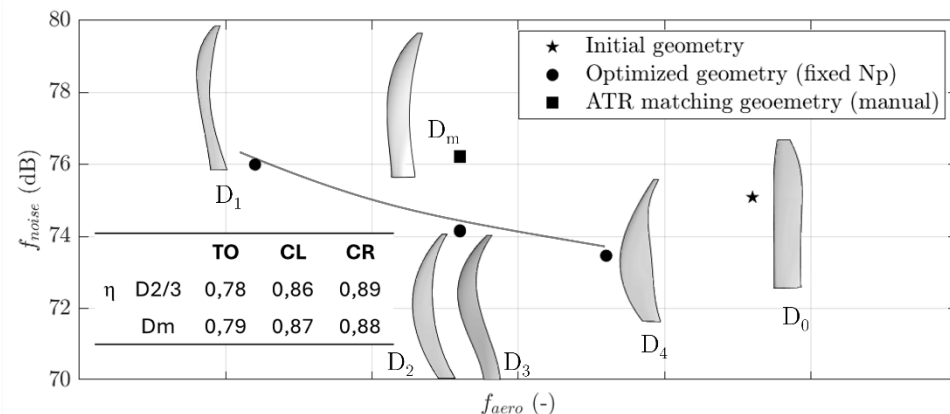 80
78
76
74
72
70
f_noise (dB)
Initial geometry
Optimized geometry (fixed Np)
ATR matching geoemetry (manual)
D_m
D_1
TO CL CR
η D2/3 0,78 0,86 0,89
Dm 0,79 0,87 0,88
D_2
D_3
D_4
D_0
f_aero (-)